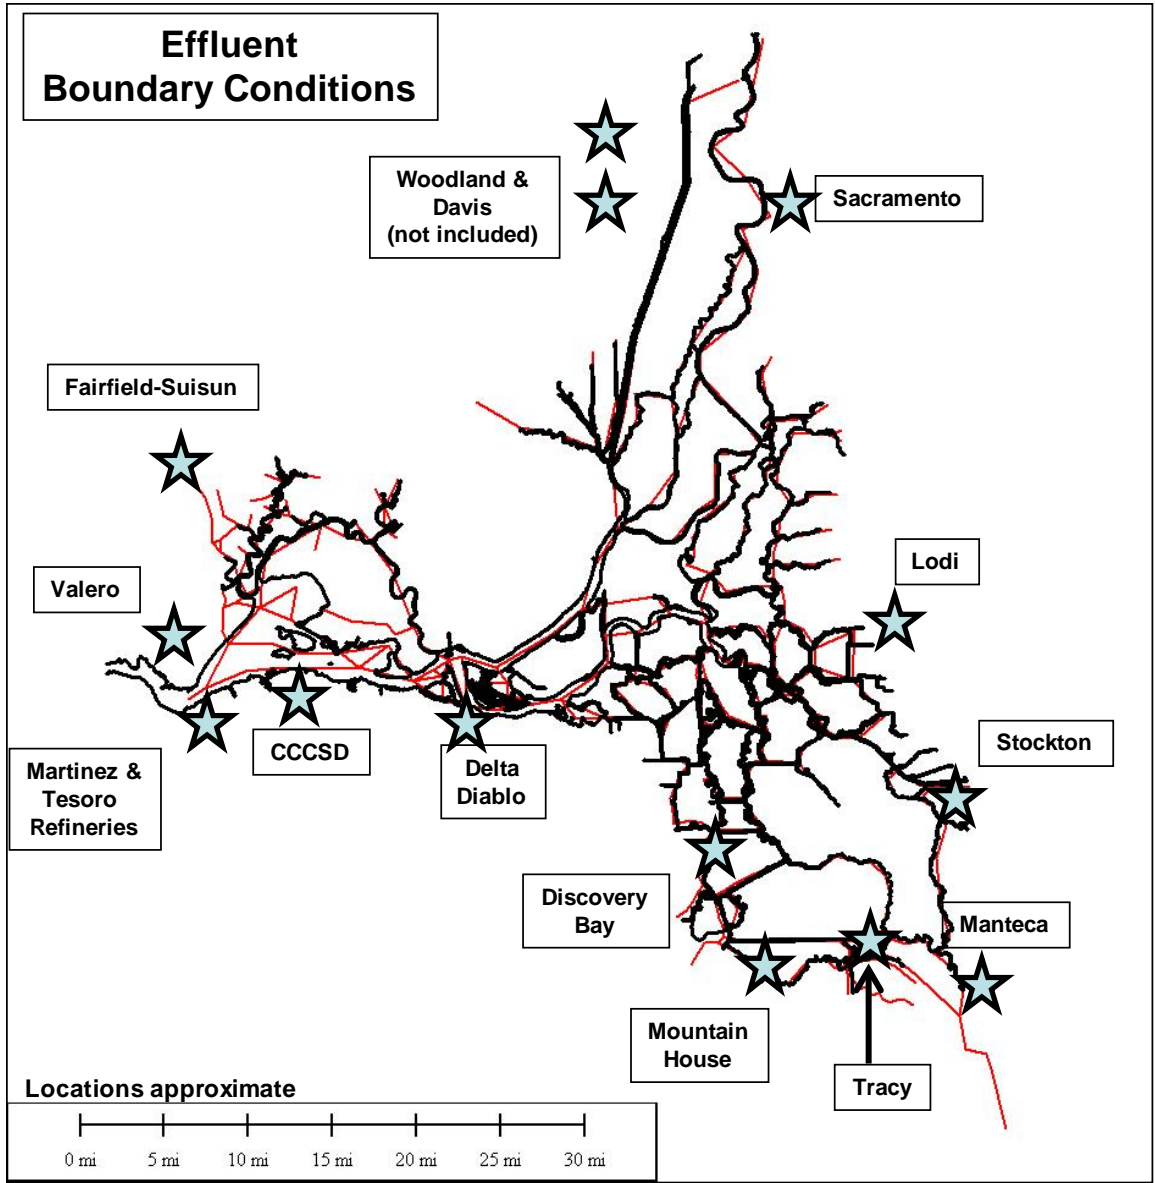 Effluent
Boundary Conditions
Woodland &
Davis
(not included)
Sacramento
Fairfield-Suisun
Valero
Lodi
Martinez &
Tesoro
Refineries
CCCSD
Delta
Diablo
Stockton
Discovery
Bay
Manteca
Mountain
House
Tracy
Locations approximate
0 mi 5 mi 10 mi 15 mi 20 mi 25 mi 30 mi